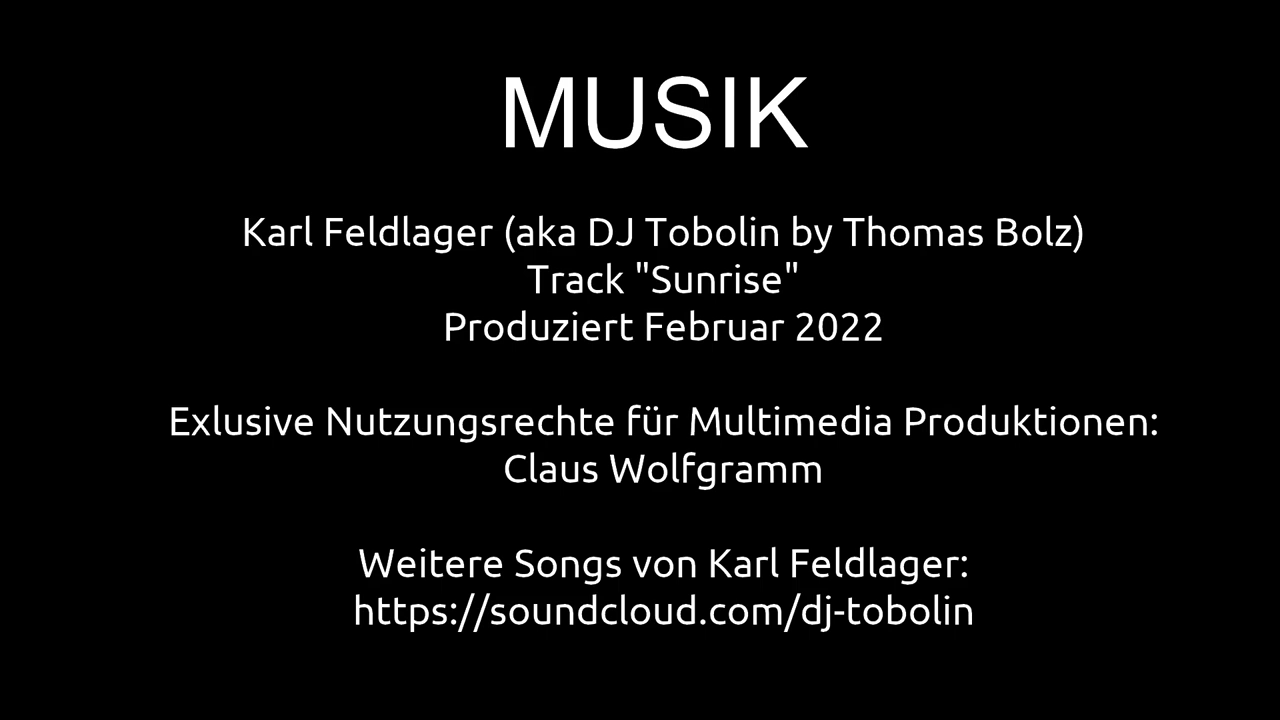 MUSIK
Karl Feldlager (aka DJ Tobolin by Thomas Bolz)
Track "Sunrise"
Produziert Februar 2022
Exlusive Nutzungsrechte für Multimedia Produktionen:
Claus Wolfgramm
Weitere Songs von Karl Feldlager:
https://soundcloud.com/dj-tobolin